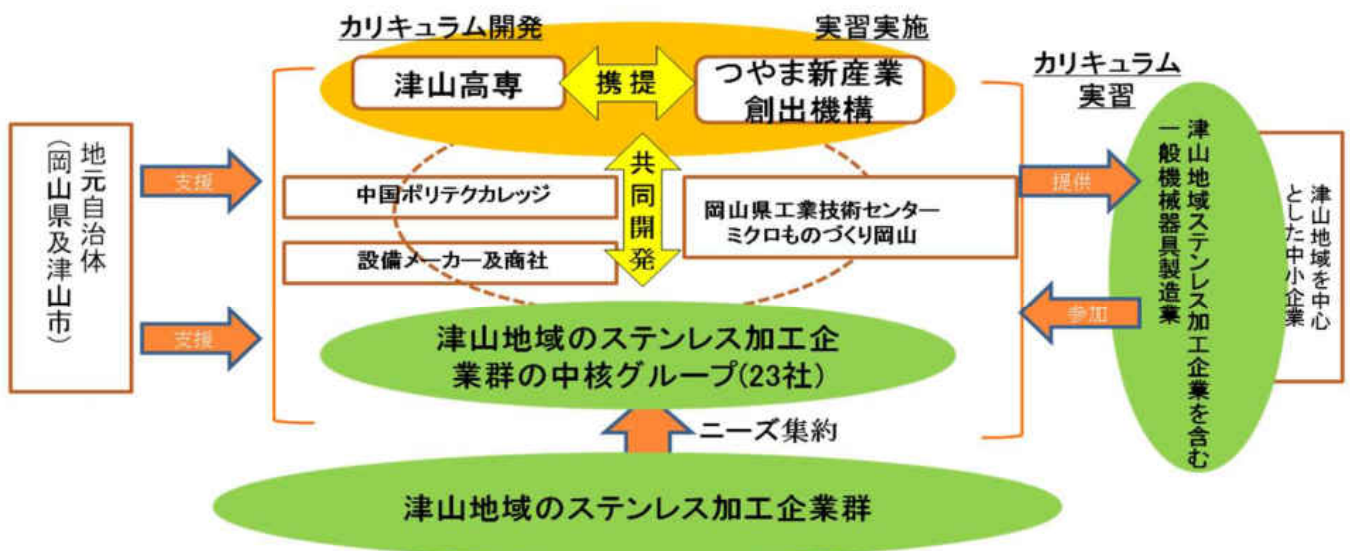 カリキュラム開発
実習実施
津山高専
携提
つやま新産業
創出機構
カリキュラム
実習
地元自治体
(岡山県及津山市)
支援
支援
中国ポリテクカレッジ
設備メーカー及商社
共同開発
岡山県工業技術センター
ミクロものづくり岡山
提供
参加
津山地域ステンレス加工企業を含む
一般機械器具製造業
津山地域を中心
とした中小企業
津山地域のステンレス加工企
業群の中核グループ(23社)
ニーズ集約
津山地域のステンレス加工企業群